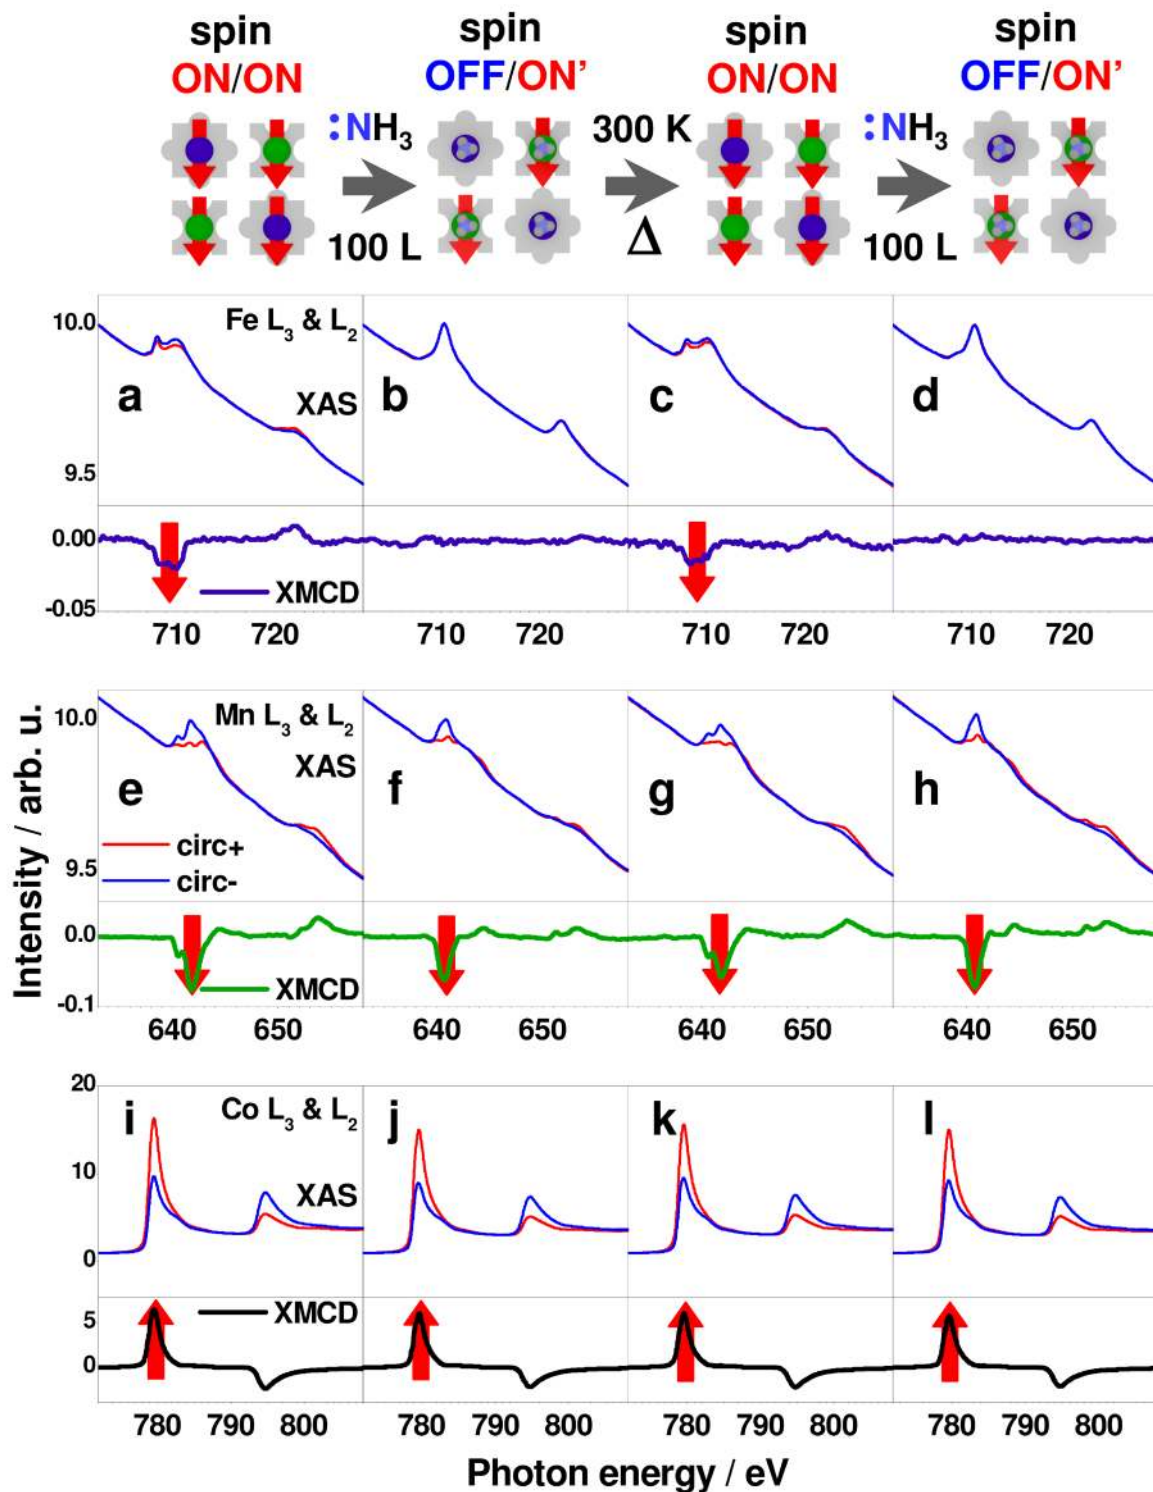 spin spin spin spin
ON/ON OFF/ON' ON/ON OFF/ON'
:NH3 300 K :NH3
100 L Δ 100 L
10.0 Fe L3 & L2
a XAS b c d
9.5
0.00
XMCD
-0.05
710 720 710 720 710 720 710 720
10.0 Mn L3 & L2
XAS
e f g h
circ+
circ-
9.5
0.0
XMCD
-0.1
640 650 640 650 640 650 640 650
20
i Co L3 & L2 j k l
10 XAS
0
XMCD
5
0
780 790 800 780 790 800 780 790 800 780 790 800
Intensity / arb. u.
Photon energy / eV